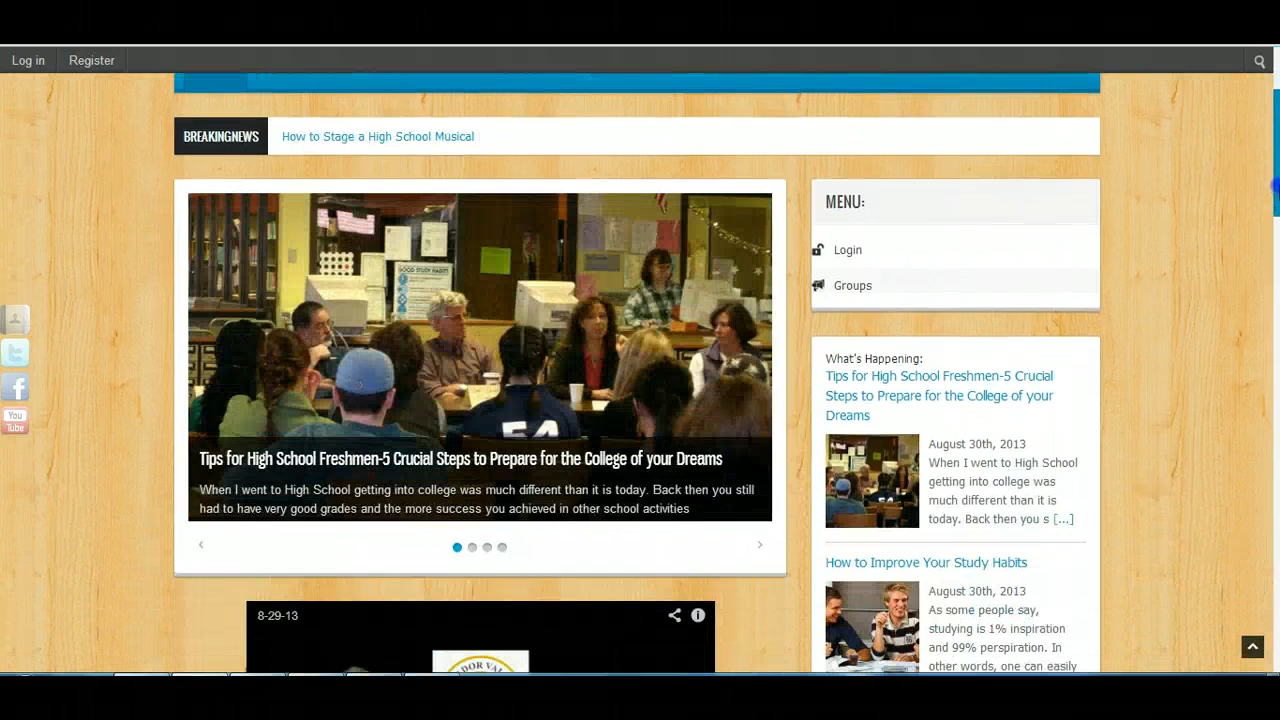 Log in
Register
BREAKINGNEWS
How to Stage a High School Musical
GOOD STUDY HABITS
54
Tips for High School Freshmen-5 Crucial Steps to Prepare for the College of your Dreams
When I went to High School getting into college was much different than it is today. Back then you still
had to have very good grades and the more success you achieved in other school activities
8-29-13
MENU:
Login
Groups
What's Happening:
Tips for High School Freshmen-5 Crucial
Steps to Prepare for the College of your
Dreams
August 30th, 2013
When I went to High School
getting into college was
much different than it is
today. Back then you s [...]
How to Improve Your Study Habits
August 30th, 2013
As some people say,
studying is 1% inspiration
and 99% perspiration. In
other words, one can easily
You
Tube